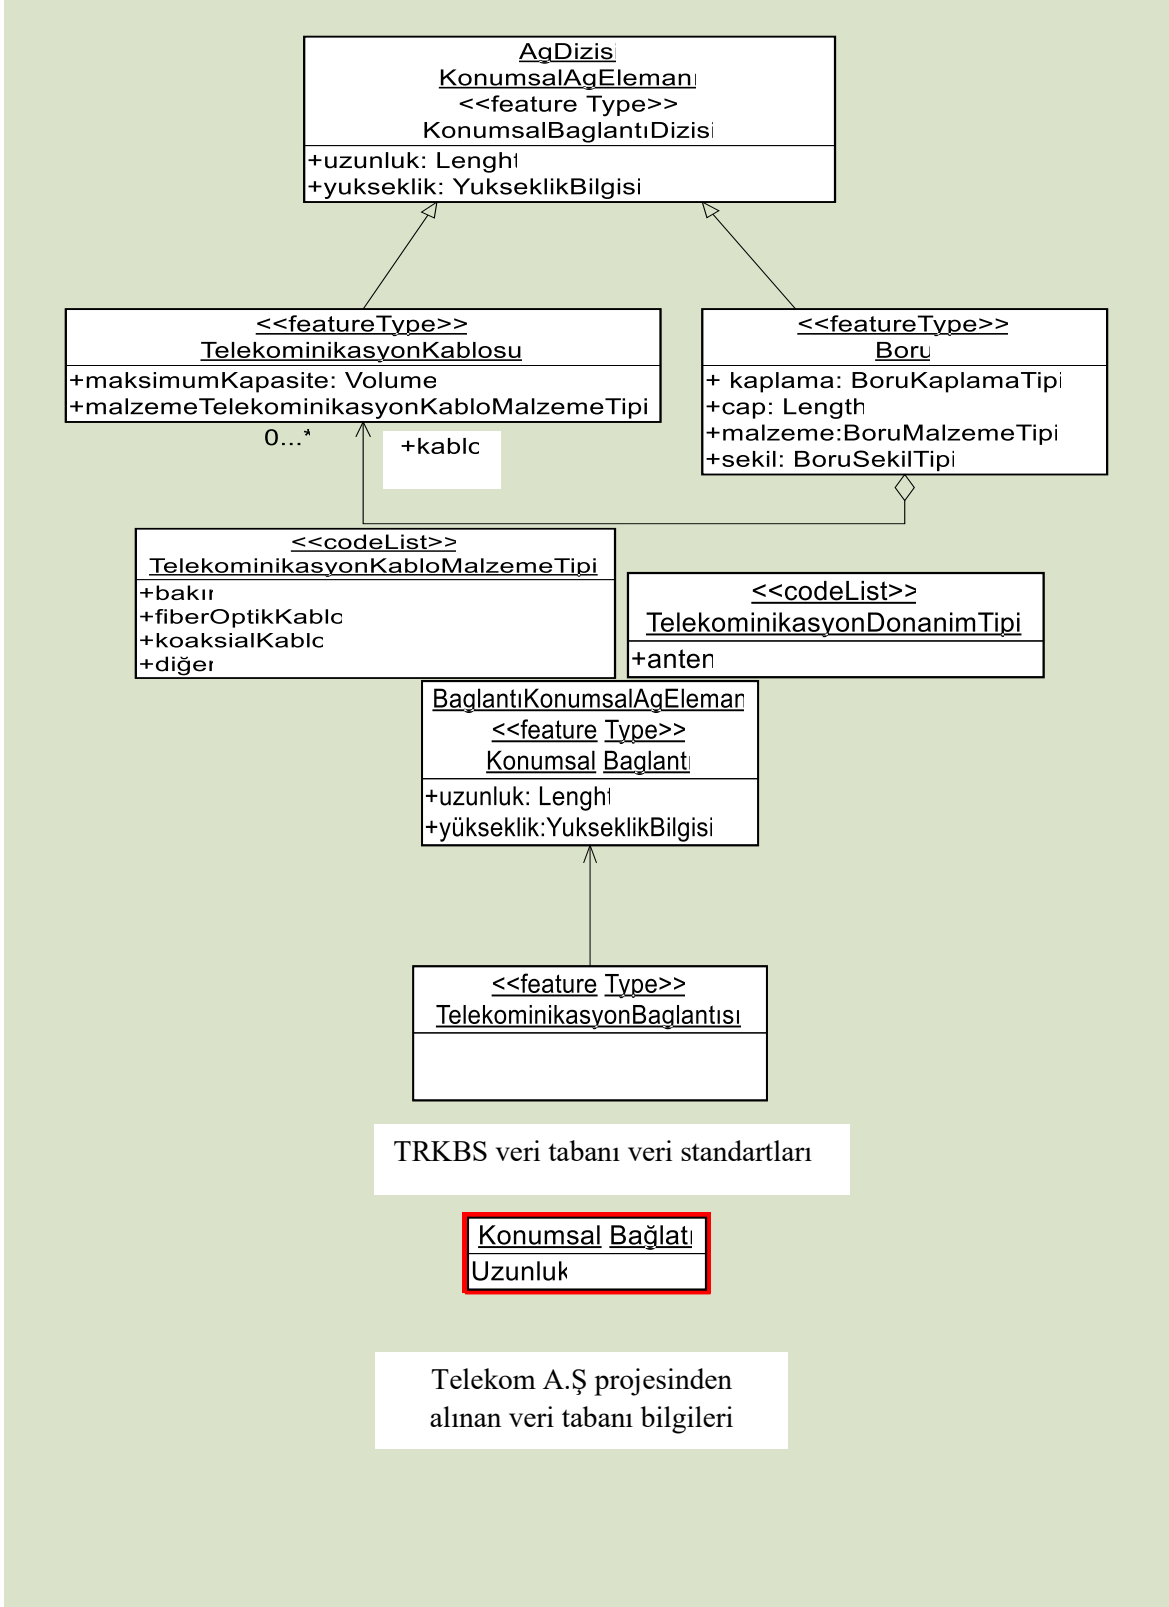 AgDizisi
KonumsalAgElemanı
<<feature Type>>
KonumsalBaglantıDizisi
+uzunluk: Lenght
+yukseklik: YukseklikBilgisi
<<featureType>>
TelekominikasyonKablosu
+maksimumKapasite: Volume
+malzemeTelekominikasyonKabloMalzemeTipi
<<featureType>>
Boru
+ kaplama: BoruKaplamaTipi
+cap: Length
+malzeme:BoruMalzemeTipi
+sekil: BoruSekilTipi
0...*
+kablo
<<codeList>>
TelekominikasyonKabloMalzemeTipi
+bakır
+fiberOptikKablo
+koaksialKablo
+diğer
<<codeList>>
TelekominikasyonDonanimTipi
+anten
BaglantıKonumsalAgEleman
<<feature Type>>
Konumsal Baglantı
+uzunluk: Lenght
+yükseklik:YukseklikBilgisi
<<feature Type>>
TelekominikasyonBaglantısı
TRKBS veri tabanı veri standartları
Konumsal Bağlatı
Uzunluk
Telekom A.Ş projesinden
alınan veri tabanı bilgileri